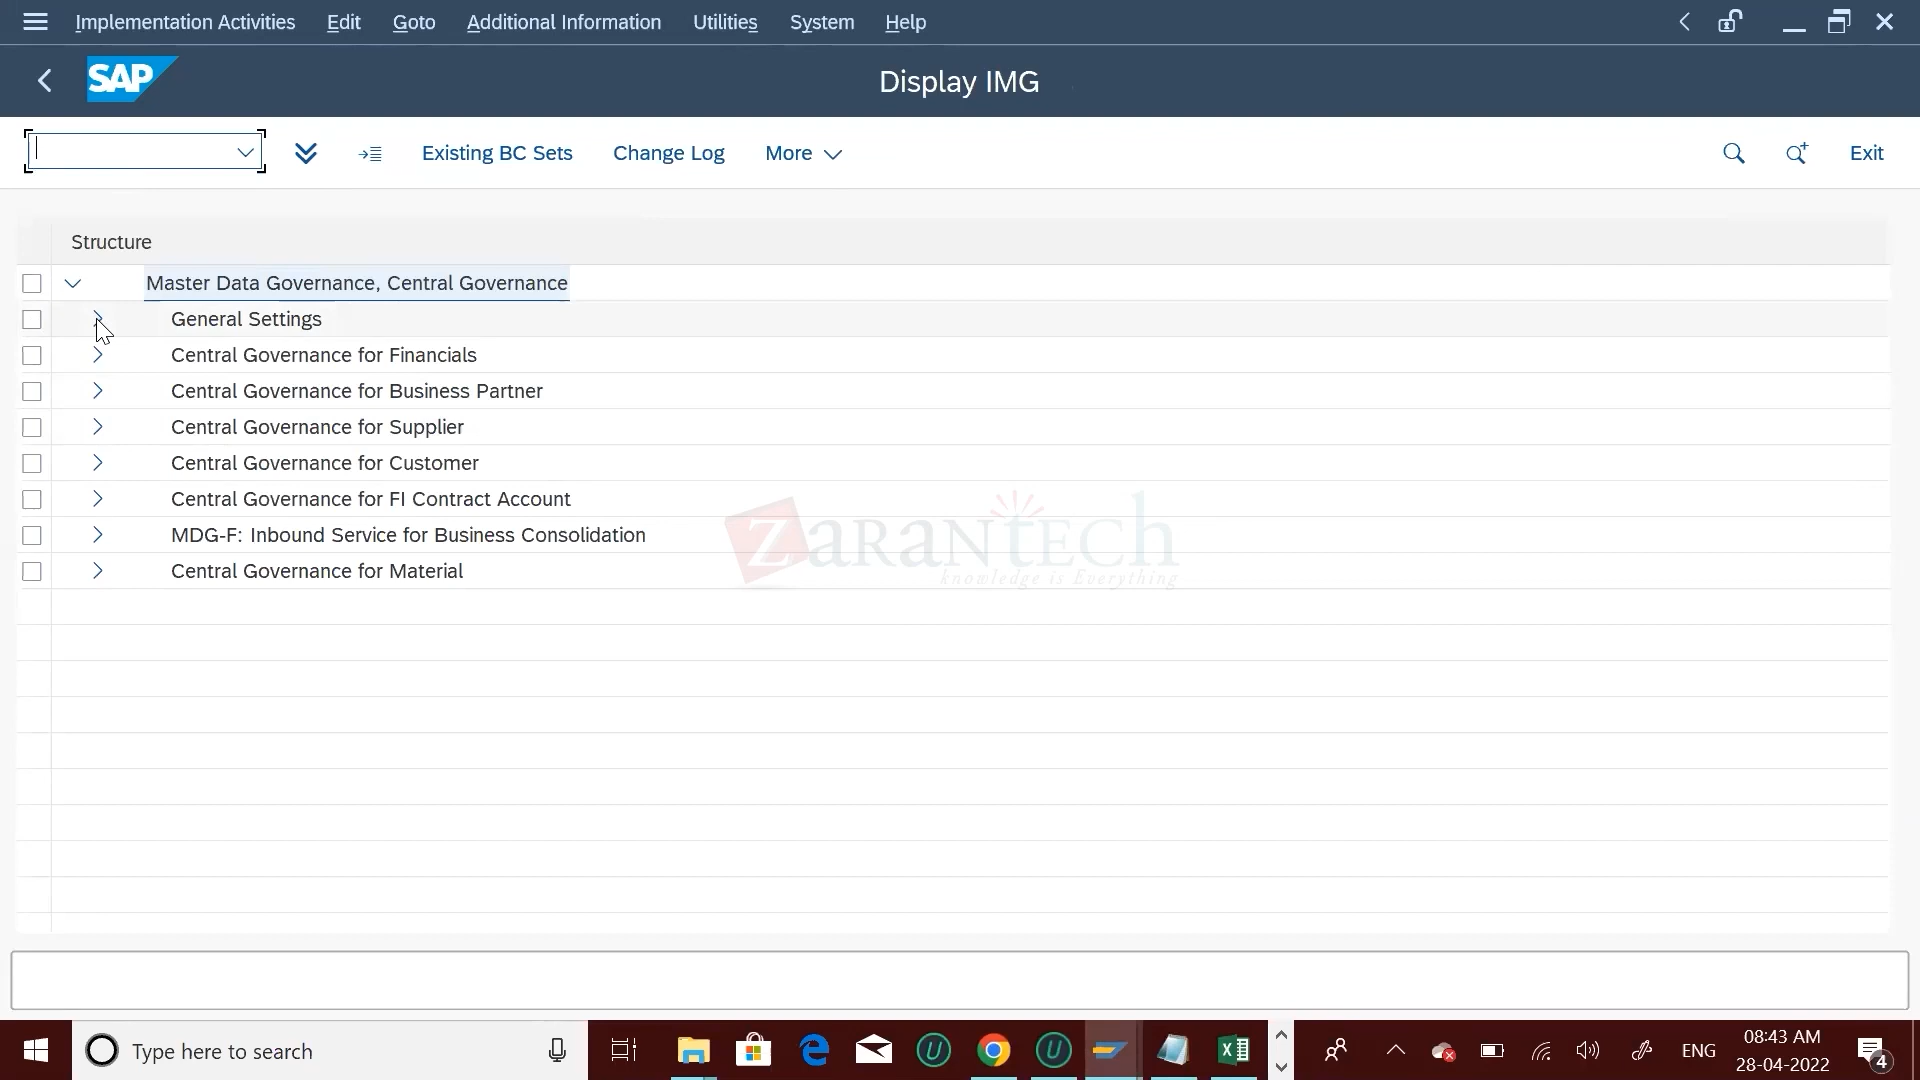 Implementation Activities Edit Goto Additional Information Utilities System Help
SAP Display IMG
Existing BC Sets Change Log More Exit
Structure
Master Data Governance, Central Governance
General Settings
Central Governance for Financials
Central Governance for Business Partner
Central Governance for Supplier
Central Governance for Customer
Central Governance for FI Contract Account
MDG-F: Inbound Service for Business Consolidation
Central Governance for Material
ZaranTech
knowledge is Everything
Type here to search
ENG
08:43 AM
28-04-2022
4